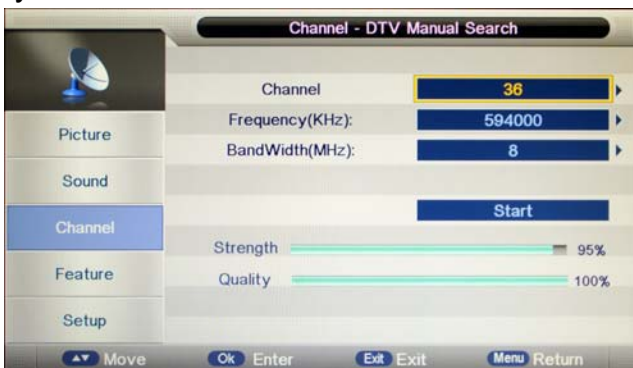 Channel - DTV Manual Search
Channel 36
Frequency(KHz): 594000
BandWidth(MHz): 8
Start
Strength 95%
Quality 100%
Picture
Sound
Channel
Feature
Setup
Move Ok Enter Exit Exit Menu Return